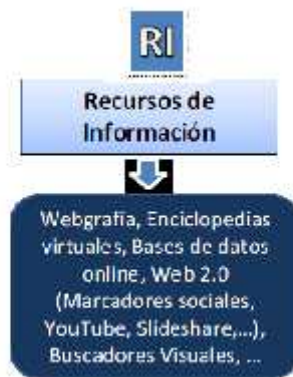 RI
Recursos de
Información
Webgrafía, Enciclopedias
virtuales, Bases de datos
online, Web 2.0
(Marcadores sociales,
YouTube, Slideshare,...),
Buscadores Visuales, ...